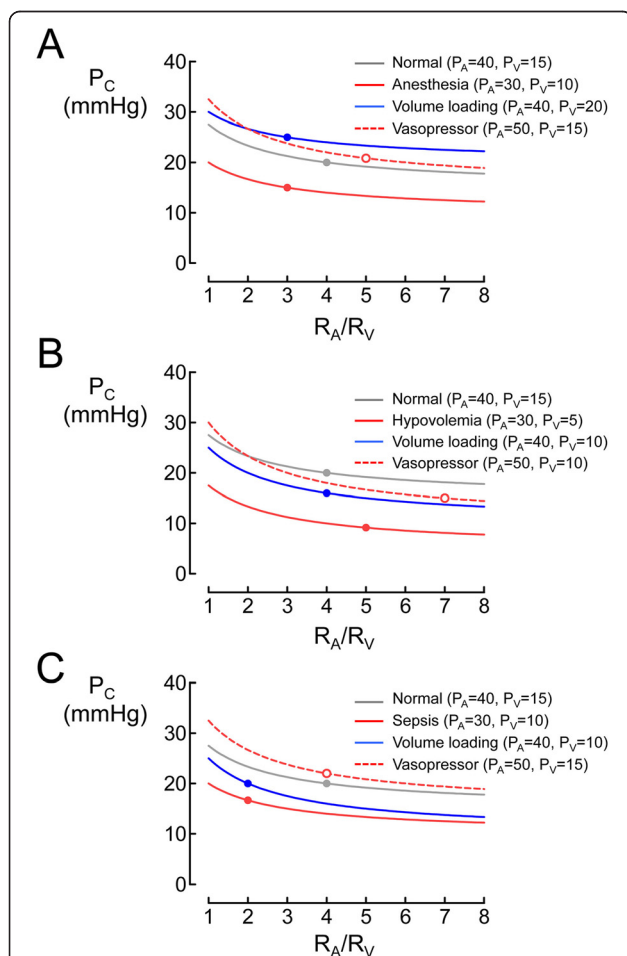 A
P_C
(mmHg)
40
30
20
10
0
Normal (P_A=40, P_V=15)
Anesthesia (P_A=30, P_V=10)
Volume loading (P_A=40, P_V=20)
Vasopressor (P_A=50, P_V=15)
1 2 3 4 5 6 7 8
R_A/R_V
B
P_C
(mmHg)
40
30
20
10
0
Normal (P_A=40, P_V=15)
Hypovolemia (P_A=30, P_V=5)
Volume loading (P_A=40, P_V=10)
Vasopressor (P_A=50, P_V=10)
1 2 3 4 5 6 7 8
R_A/R_V
C
P_C
(mmHg)
40
30
20
10
0
Normal (P_A=40, P_V=15)
Sepsis (P_A=30, P_V=10)
Volume loading (P_A=40, P_V=10)
Vasopressor (P_A=50, P_V=15)
1 2 3 4 5 6 7 8
R_A/R_V